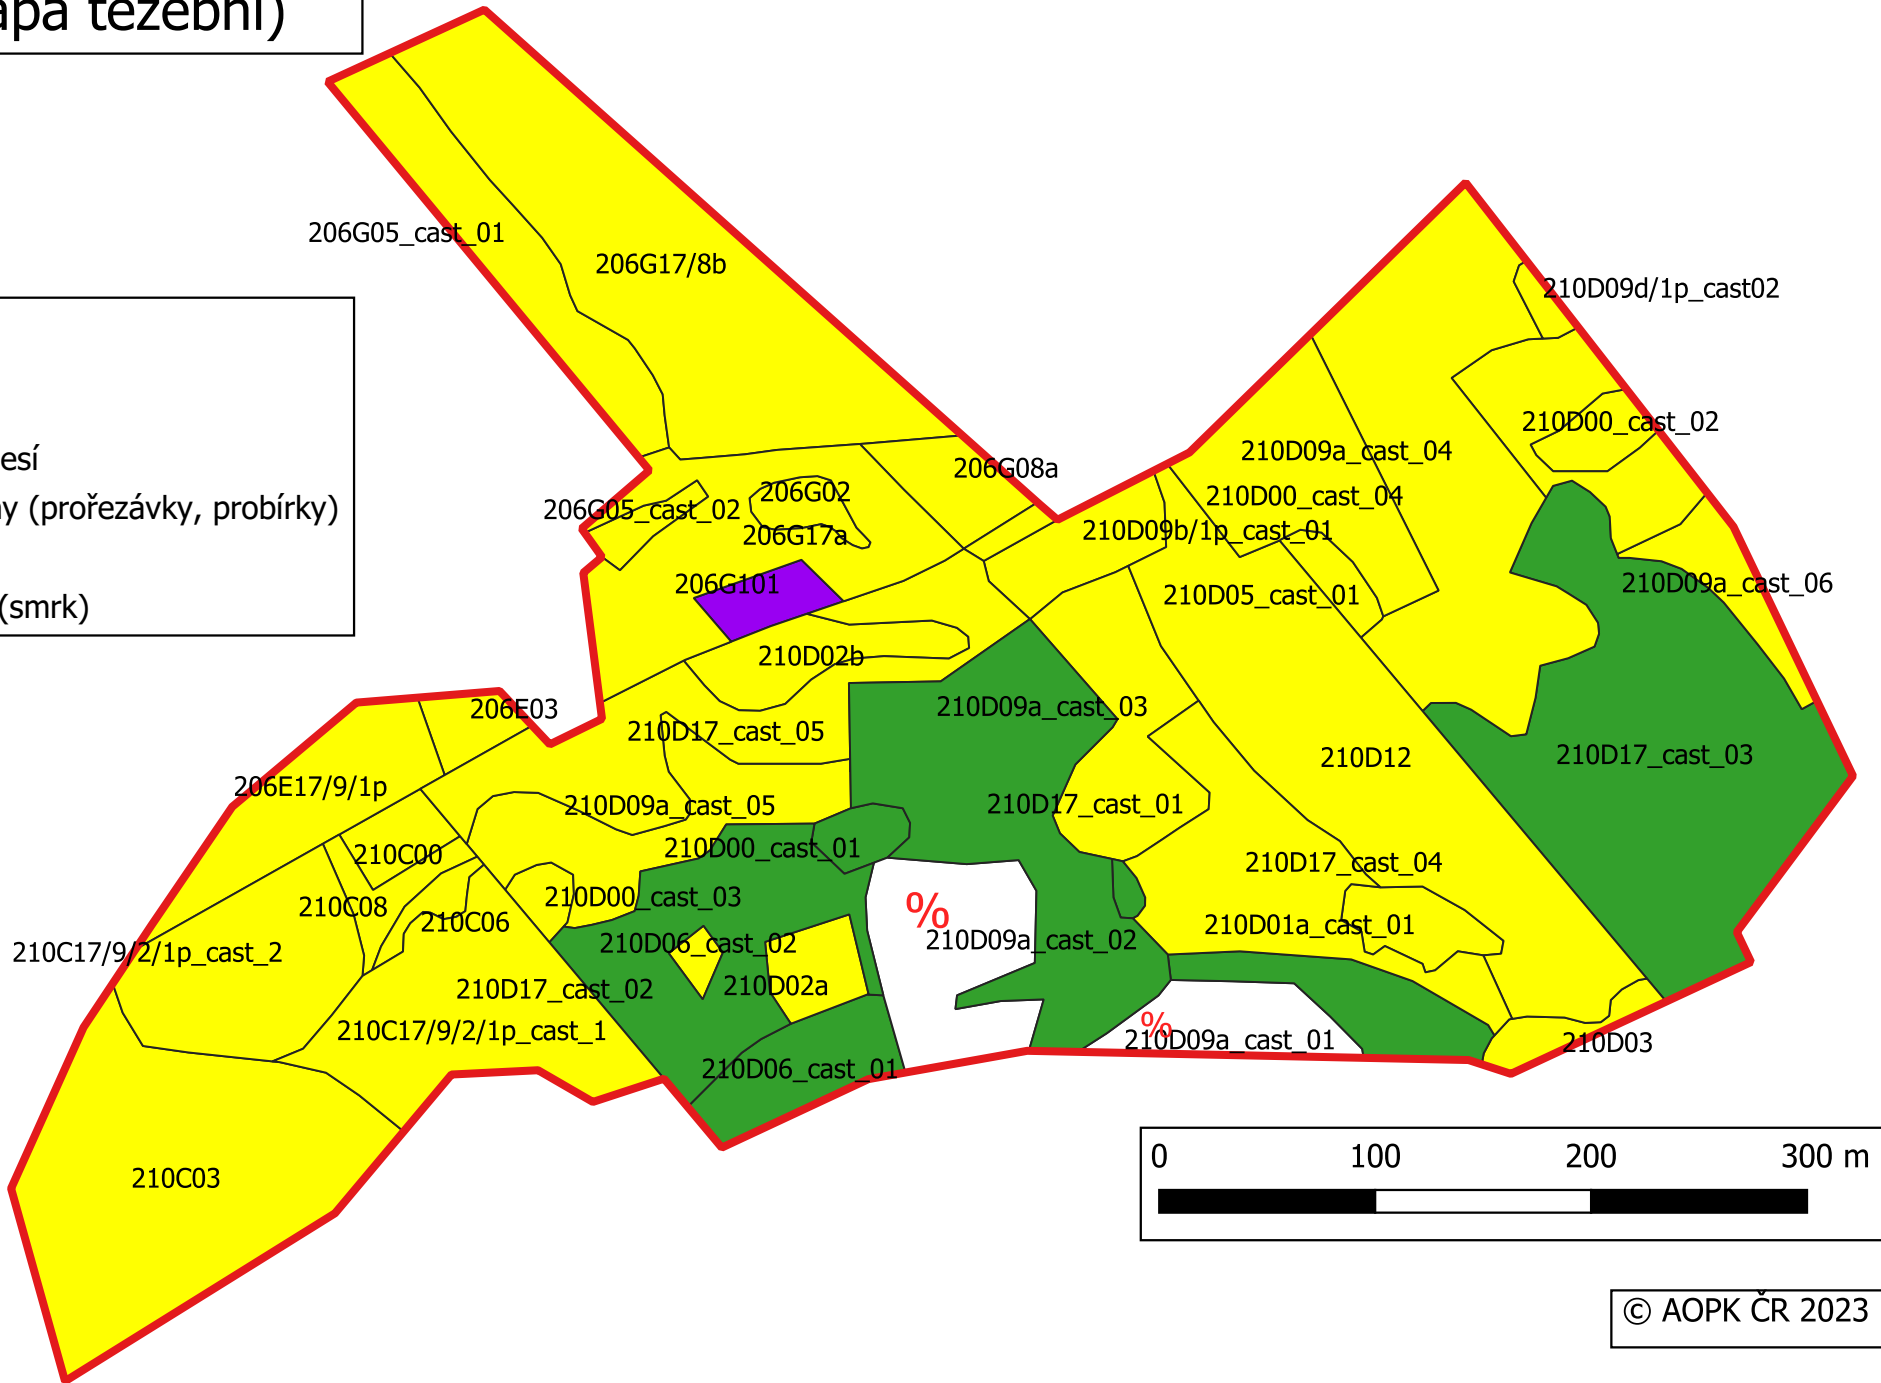 apa těžební)
206G05_cast_01
206G17/8b
210D09d/1p_cast02
210D00_cast_02
210D09a_cast_04
esí
206G08a
206G02
210D00_cast_04
y (prořezávky, probírky)
206G05_cast_02
206G17a
210D09b/1p_cast_01
206G101
210D05_cast_01
210D09a_cast_06
(smrk)
210D02b
206E03
210D09a_cast_03
210D17_cast_05
210D12
210D17_cast_03
206E17/9/1p
210D09a_cast_05
210D17_cast_01
210C00
210D00_cast_01
210D17_cast_04
210C08
210D00_cast_03
%
210C06
210D01a_cast_01
210C17/9/2/1p_cast_2
210D06_cast_02
210D09a_cast_02
210D17_cast_02
210D02a
210C17/9/2/1p_cast_1
%
210D09a_cast_01
210D03
210D06_cast_01
210C03
0 100 200 300 m
© AOPK ČR 2023